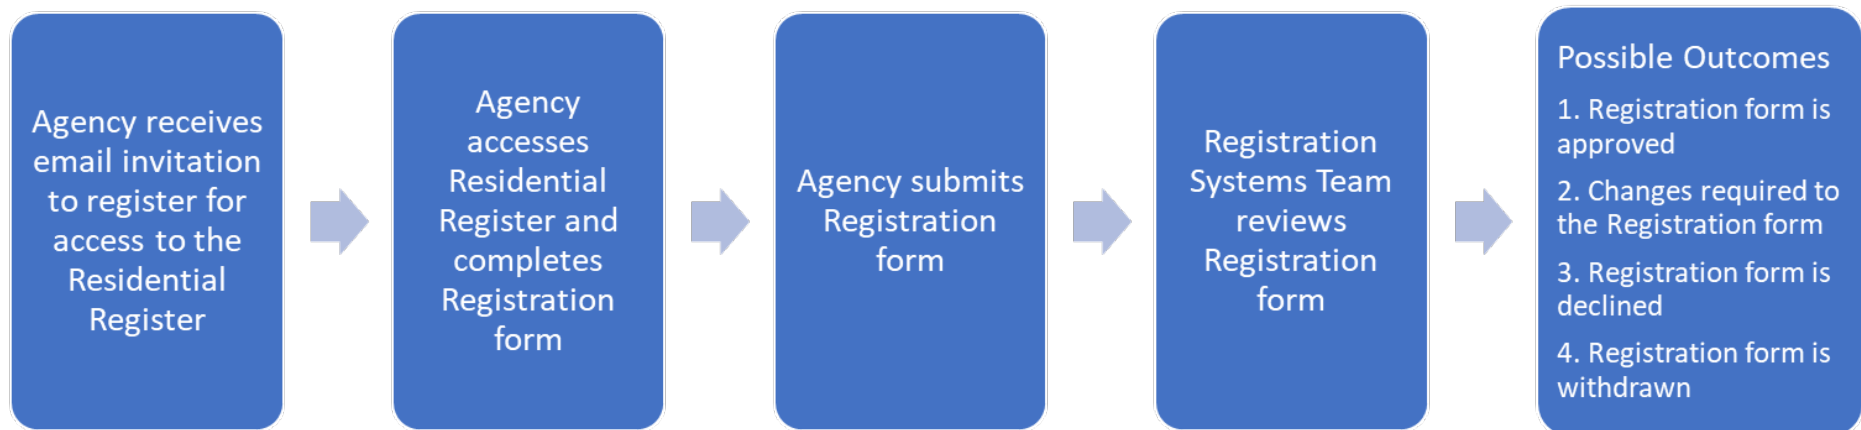 Agency receives
email invitation
to register for
access to the
Residential
Register
Agency
accesses
Residential
Register and
completes
Registration
form
Agency submits
Registration
form
Registration
Systems Team
reviews
Registration
form
Possible Outcomes
1. Registration form is
approved
2. Changes required to
the Registration form
3. Registration form is
declined
4. Registration form is
withdrawn